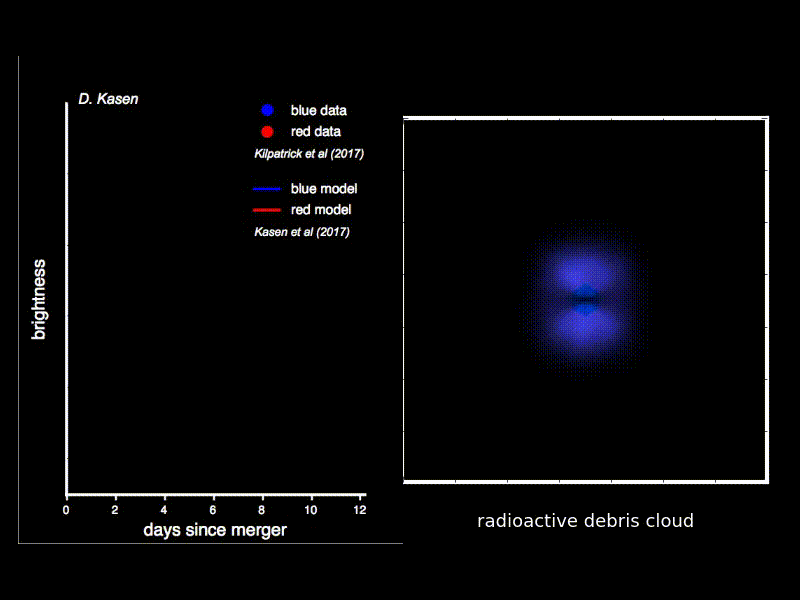 D. Kasen
blue data
red data
Kilpatrick et al (2017)
blue model
red model
Kasen et al (2017)
brightness
0 2 4 6 8 10 12
days since merger
radioactive debris cloud